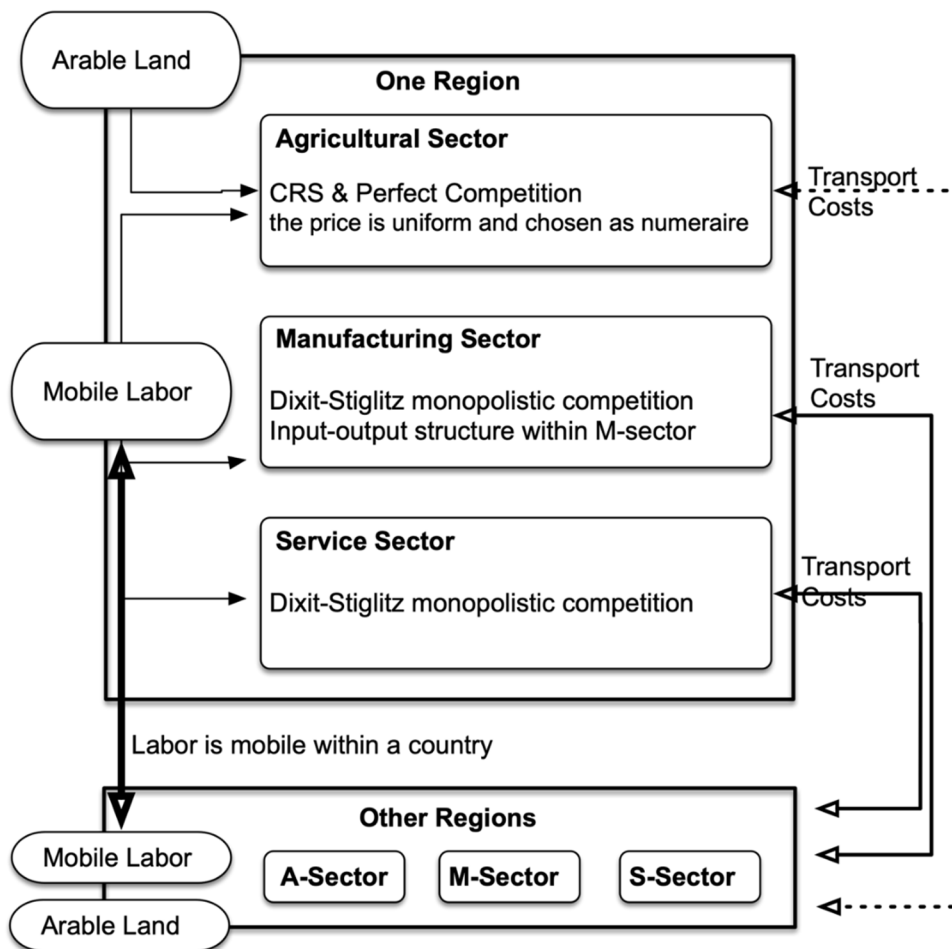 Arable Land
One Region
Agricultural Sector
CRS & Perfect Competition
the price is uniform and chosen as numeraire
Transport
Costs
Mobile Labor
Manufacturing Sector
Dixit-Stiglitz monopolistic competition
Input-output structure within M-sector
Transport
Costs
Service Sector
Dixit-Stiglitz monopolistic competition
Transport
Costs
Labor is mobile within a country
Other Regions
Mobile Labor
A-Sector
M-Sector
S-Sector
Arable Land